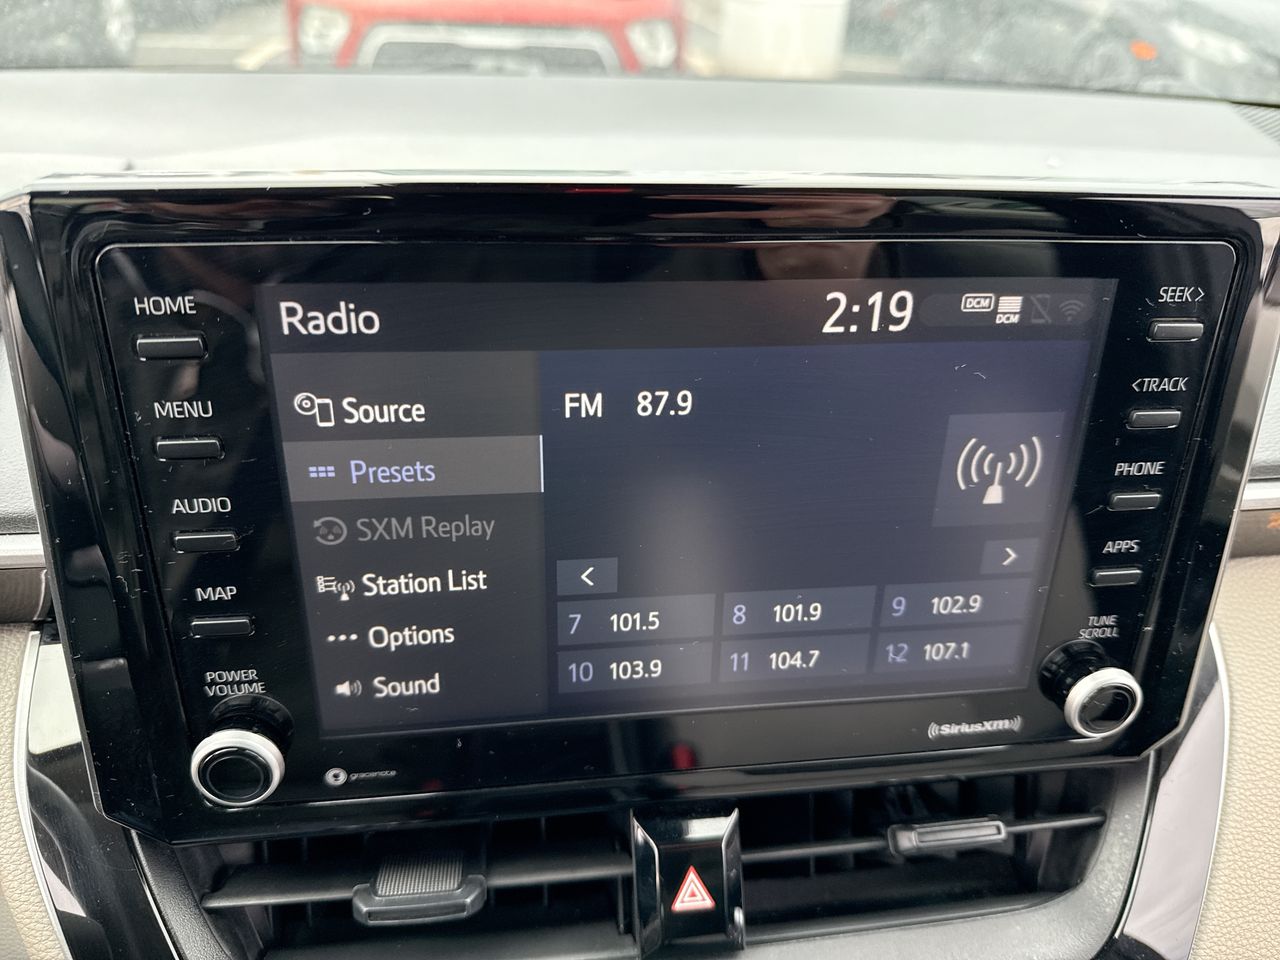 HOME
MENU
AUDIO
MAP
POWER
VOLUME
Radio
2:19
DCM
DCM
Source
Presets
SXM Replay
Station List
Options
Sound
FM 87.9
<
>
7 101.5
8 101.9
9 102.9
10 103.9
11 104.7
12 107.1
SEEK>
<TRACK
PHONE
APPS
TUNE
SCROLL
gracenote
((SiriusXM))